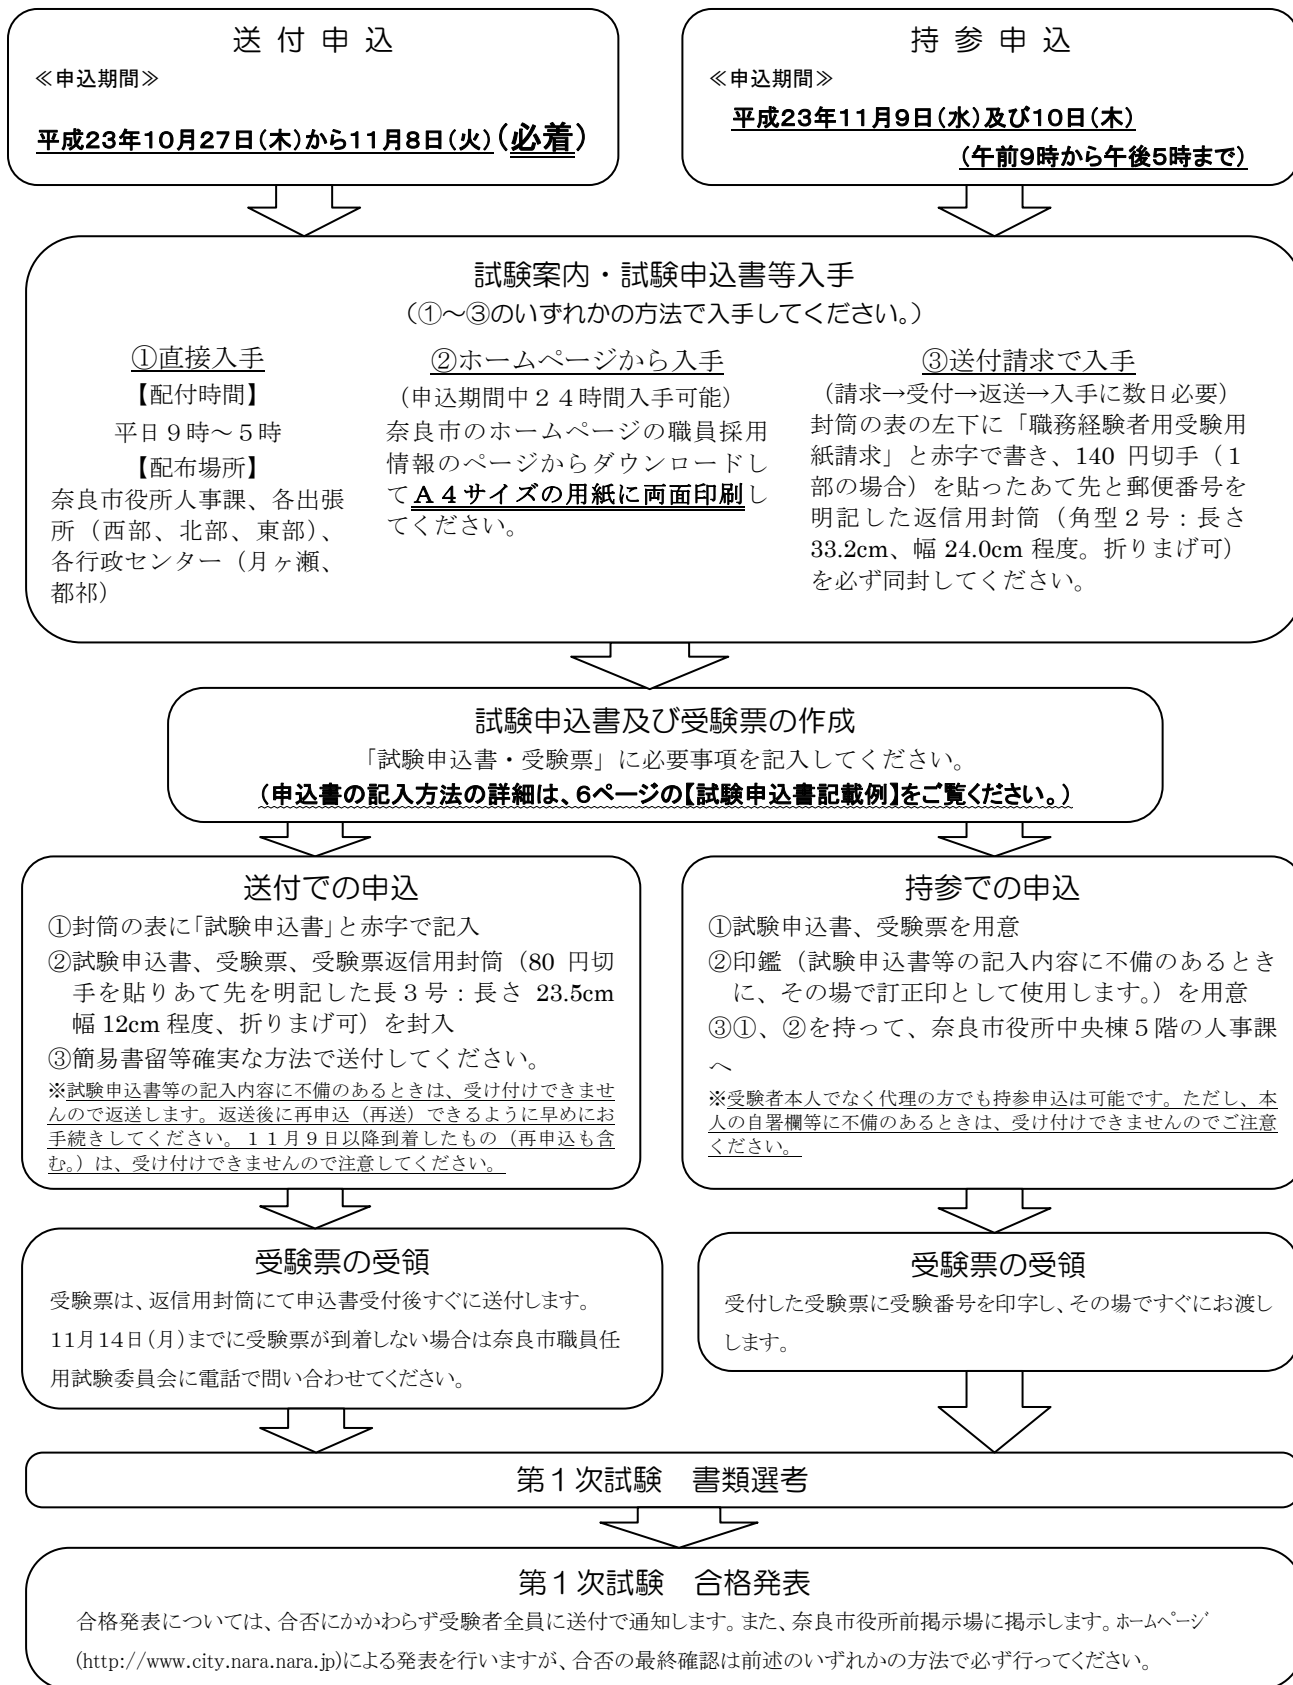 送 付 申 込
≪申込期間≫
平成23年10月27日(木)から11月8日(火)(必着)
持 参 申 込
≪申込期間≫
平成23年11月9日(水)及び10日(木)
(午前9時から午後5時まで)
試験案内・試験申込書等入手
(①～③のいずれかの方法で入手してください。)
①直接入手
【配付時間】
平日9時～5時
【配布場所】
奈良市役所人事課、各出張
所(西部、北部、東部)、
各行政センター(月ヶ瀬、
都祁)
②ホームページから入手
(申込期間中24時間入手可能)
奈良市のホームページの職員採用
情報のページからダウンロードし
てA4サイズの用紙に両面印刷し
てください。
③送付請求で入手
(請求→受付→返送→入手に数日必要)
封筒の表の左下に「職務経験者用受験用
紙請求」と赤字で書き、140 円切手(1
部の場合)を貼ったあて先と郵便番号を
明記した返信用封筒(角型2号:長さ
33.2cm、幅 24.0cm 程度。折りまげ可)
を必ず同封してください。
試験申込書及び受験票の作成
「試験申込書・受験票」に必要事項を記入してください。
(申込書の記入方法の詳細は、6ページの【試験申込書記載例】をご覧ください。)
送付での申込
①封筒の表に「試験申込書」と赤字で記入
②試験申込書、受験票、受験票返信用封筒(80 円切
手を貼りあて先を明記した長3号:長さ 23.5cm
幅 12cm 程度、折りまげ可)を封入
③簡易書留等確実な方法で送付してください。
※試験申込書等の記入内容に不備のあるときは、受け付けできませ
んので返送します。返送後に再申込(再送)できるように早めにお
手続きしてください。11月9日以降到着したもの(再申込も含
む。)は、受け付けできませんので注意してください。
持参での申込
①試験申込書、受験票を用意
②印鑑(試験申込書等の記入内容に不備のあるとき
に、その場で訂正印として使用します。)を用意
③①、②を持って、奈良市役所中央棟5階の人事課
へ
※受験者本人でなく代理の方でも持参申込は可能です。ただし、本
人の自署欄等に不備のあるときは、受け付けできませんのでご注意
ください。
受験票の受領
受験票は、返信用封筒にて申込書受付後すぐに送付します。
11月14日(月)までに受験票が到着しない場合は奈良市職員任
用試験委員会に電話で問い合わせてください。
受験票の受領
受付した受験票に受験番号を印字し、その場ですぐにお渡し
します。
第1次試験 書類選考
第1次試験 合格発表
合格発表については、合否にかかわらず受験者全員に送付で通知します。また、奈良市役所前掲示場に掲示します。ホームページ
(http://www.city.nara.nara.jp)による発表を行いますが、合否の最終確認は前述のいずれかの方法で必ず行ってください。